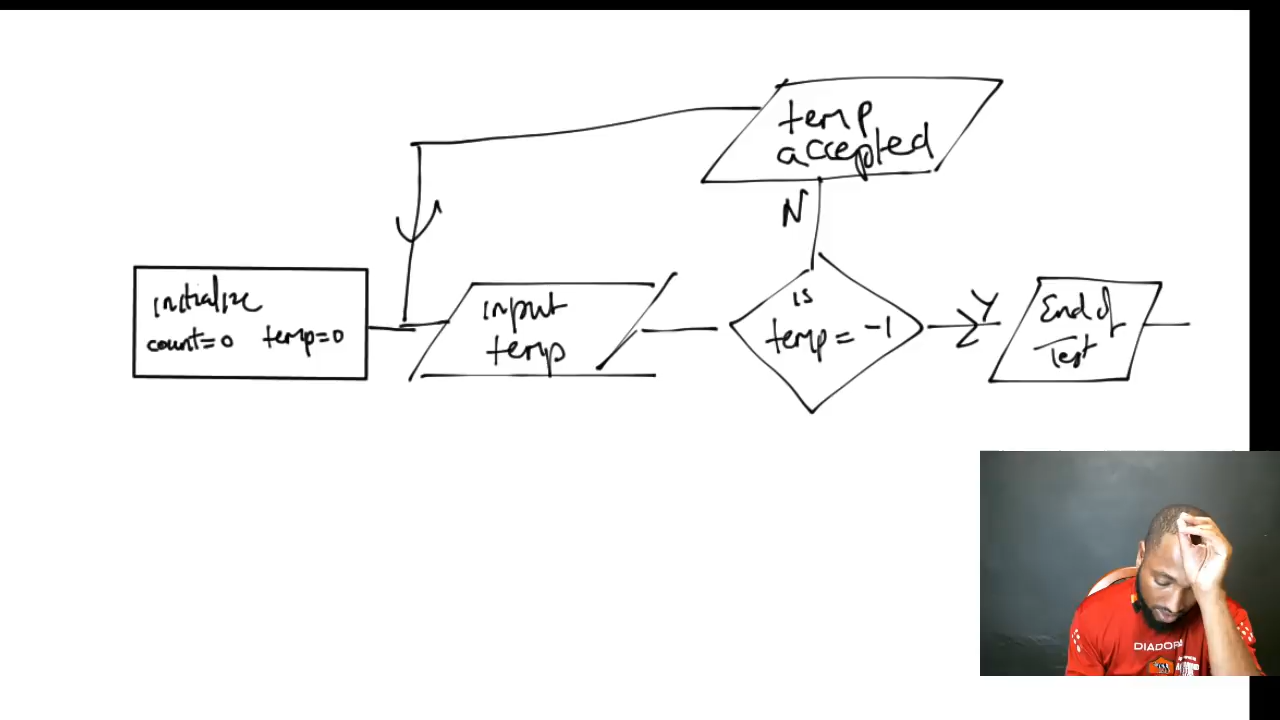 temp
accepted
N
initialize
count=0 temp=0
input
temp
is
temp = -1
Y
End of
Test
DIADORA